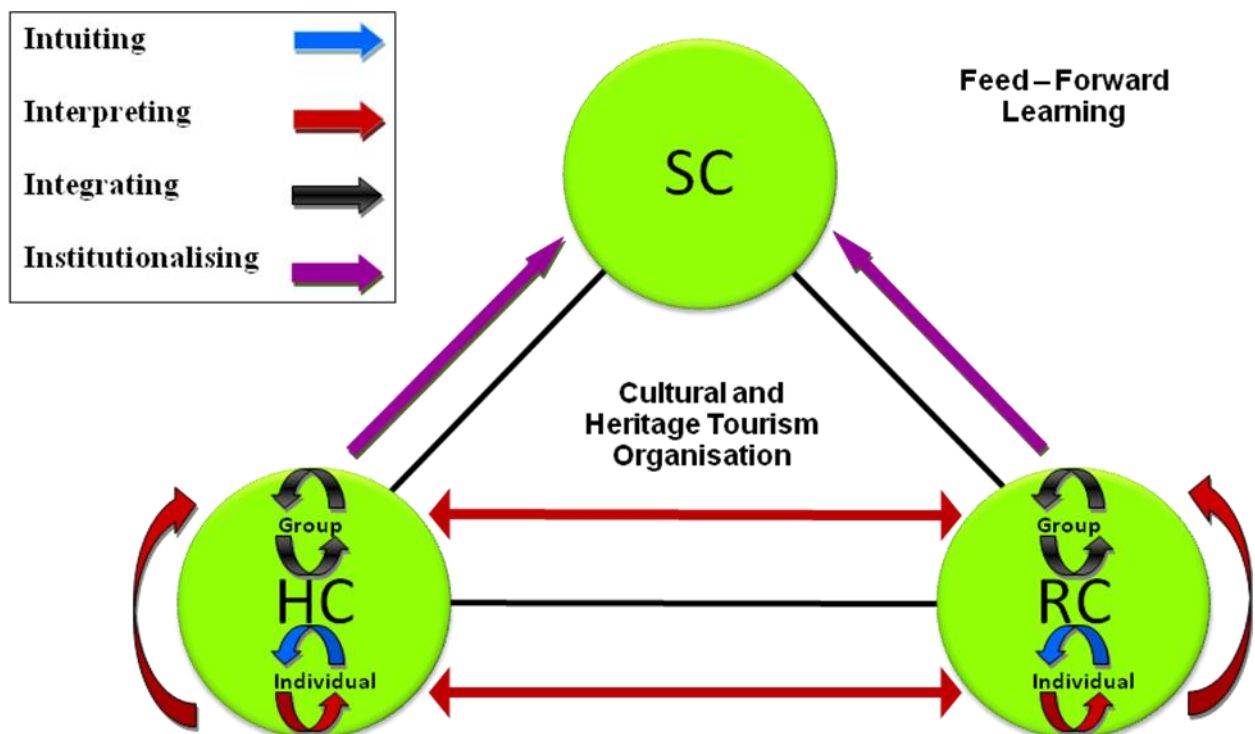 Intuiting
Interpreting
Integrating
Institutionalising
Feed – Forward
Learning
SC
Cultural and
Heritage Tourism
Organisation
Group
HC
Individual
Group
RC
Individual